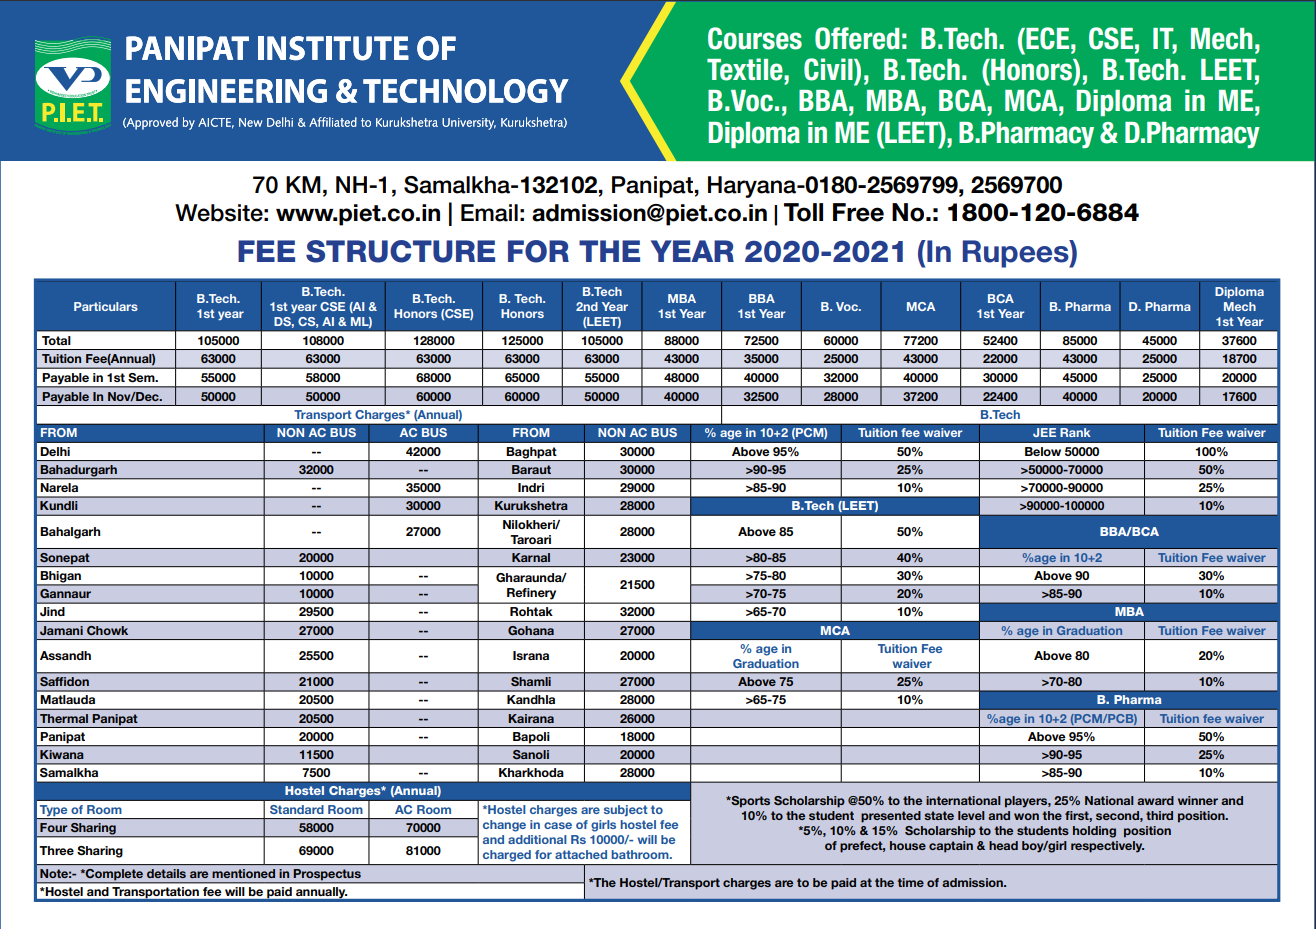 PANIPAT INSTITUTE OF
ENGINEERING & TECHNOLOGY
(Approved by AICTE, New Delhi & Affiliated to Kurukshetra University, Kurukshetra)
P.I.E.T.
Courses Offered: B.Tech. (ECE, CSE, IT, Mech,
Textile, Civil), B.Tech. (Honors), B.Tech. LEET,
B.Voc., BBA, MBA, BCA, MCA, Diploma in ME,
Diploma in ME (LEET), B.Pharmacy & D.Pharmacy
70 KM, NH-1, Samalkha-132102, Panipat, Haryana-0180-2569799, 2569700
Website: www.piet.co.in | Email: admission@piet.co.in | Toll Free No.: 1800-120-6884
FEE STRUCTURE FOR THE YEAR 2020-2021 (In Rupees)
Particulars B.Tech. 1st year B.Tech. 1st year CSE (AI & DS, CS, AI & ML) B.Tech. Honors (CSE) B. Tech. Honors B.Tech 2nd Year (LEET) MBA 1st Year BBA 1st Year B. Voc. MCA BCA 1st Year B. Pharma D. Pharma Diploma Mech 1st Year
Total 105000 108000 128000 125000 105000 88000 72500 60000 77200 52400 85000 45000 37600
Tuition Fee(Annual) 63000 63000 63000 63000 63000 43000 35000 25000 43000 22000 43000 25000 18700
Payable in 1st Sem. 55000 58000 68000 65000 55000 48000 40000 32000 40000 30000 45000 25000 20000
Payable In Nov/Dec. 50000 50000 60000 60000 50000 40000 32500 28000 37200 22400 40000 20000 17600
Transport Charges* (Annual) B.Tech
FROM NON AC BUS AC BUS FROM NON AC BUS % age in 10+2 (PCM) Tuition fee waiver JEE Rank Tuition Fee waiver
Delhi -- 42000 Baghpat 30000 Above 95% 50% Below 50000 100%
Bahadurgarh 32000 -- Baraut 30000 >90-95 25% >50000-70000 50%
Narela -- 35000 Indri 29000 >85-90 10% >70000-90000 25%
Kundli -- 30000 Kurukshetra 28000 B.Tech (LEET) >90000-100000 10%
Bahalgarh -- 27000 Nilokheri/ Taroari 28000 Above 85 50% BBA/BCA
Sonepat 20000 Karnal 23000 >80-85 40% %age in 10+2 Tuition Fee waiver
Bhigan 10000 -- Gharaunda/ Refinery 21500 >75-80 30% Above 90 30%
Gannaur 10000 -- >70-75 20% >85-90 10%
Jind 29500 -- Rohtak 32000 >65-70 10% MBA
Jamani Chowk 27000 -- Gohana 27000 MCA % age in Graduation Tuition Fee waiver
Assandh 25500 -- Israna 20000 % age in Graduation Tuition Fee waiver Above 80 20%
Saffidon 21000 -- Shamli 27000 Above 75 25% >70-80 10%
Matlauda 20500 -- Kandhla 28000 >65-75 10% B. Pharma
Thermal Panipat 20500 -- Kairana 26000 %age in 10+2 (PCM/PCB) Tuition fee waiver
Panipat 20000 -- Bapoli 18000 Above 95% 50%
Kiwana 11500 -- Sanoli 20000 >90-95 25%
Samalkha 7500 -- Kharkhoda 28000 >85-90 10%
Hostel Charges* (Annual)
Type of Room Standard Room AC Room
Four Sharing 58000 70000
Three Sharing 69000 81000
*Hostel charges are subject to
change in case of girls hostel fee
and additional Rs 10000/- will be
charged for attached bathroom.
*Sports Scholarship @50% to the international players, 25% National award winner and
10% to the student presented state level and won the first, second, third position.
*5%, 10% & 15% Scholarship to the students holding position
of prefect, house captain & head boy/girl respectively.
Note:- *Complete details are mentioned in Prospectus
*Hostel and Transportation fee will be paid annually.
*The Hostel/Transport charges are to be paid at the time of admission.